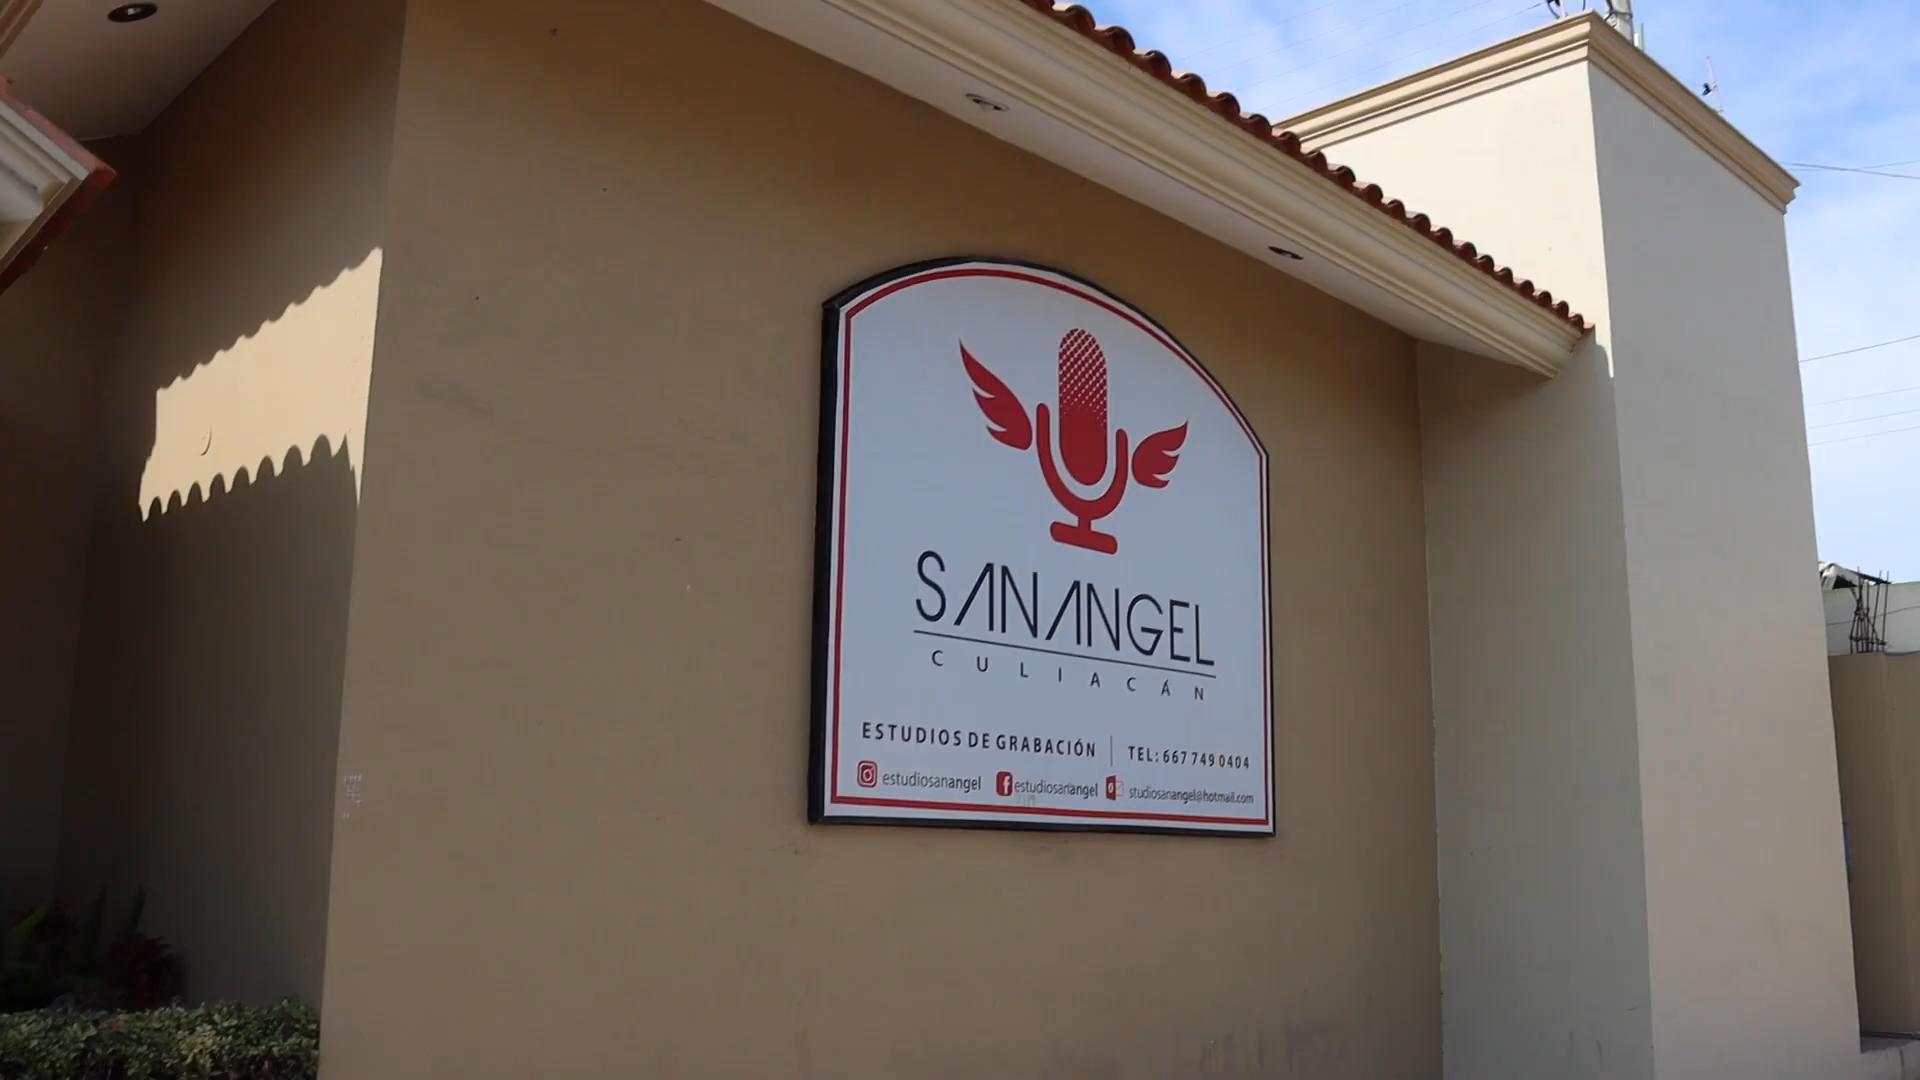 SANANGEL
CULIACÁN
ESTUDIOS DE GRABACIÓN | TEL: 667 749 0404
estudiosanangel estudiosanangel studiosanangel@hotmail.com